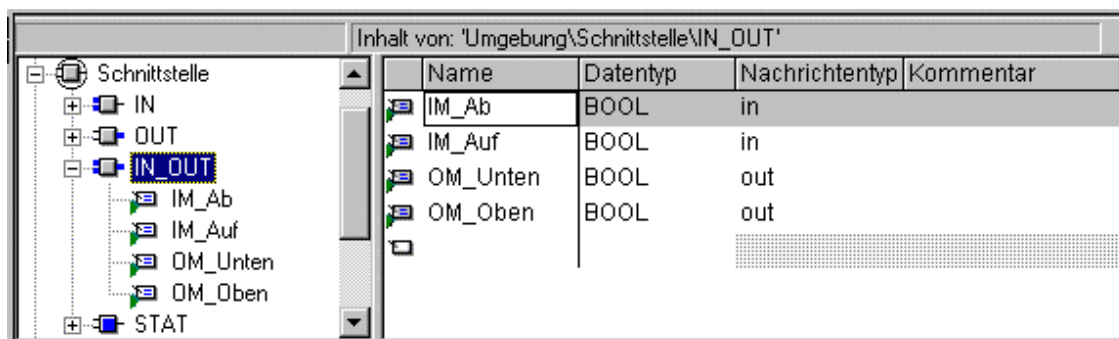 Inhalt von: 'Umgebung\Schnittstelle\IN_OUT'
Schnittstelle
IN
OUT
IN_OUT
IM_Ab
IM_Auf
OM_Unten
OM_Oben
STAT
Name Datentyp Nachrichtentyp Kommentar
IM_Ab BOOL in
IM_Auf BOOL in
OM_Unten BOOL out
OM_Oben BOOL out